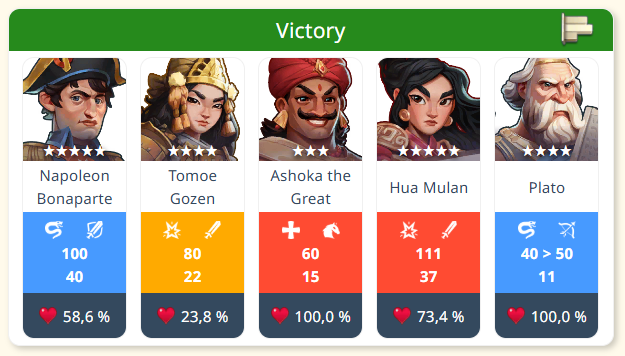 Victory
Napoleon Bonaparte
Tomoe Gozen
Ashoka the Great
Hua Mulan
Plato
100
80
60
111
40 > 50
40
22
15
37
11
58,6 %
23,8 %
100,0 %
73,4 %
100,0 %